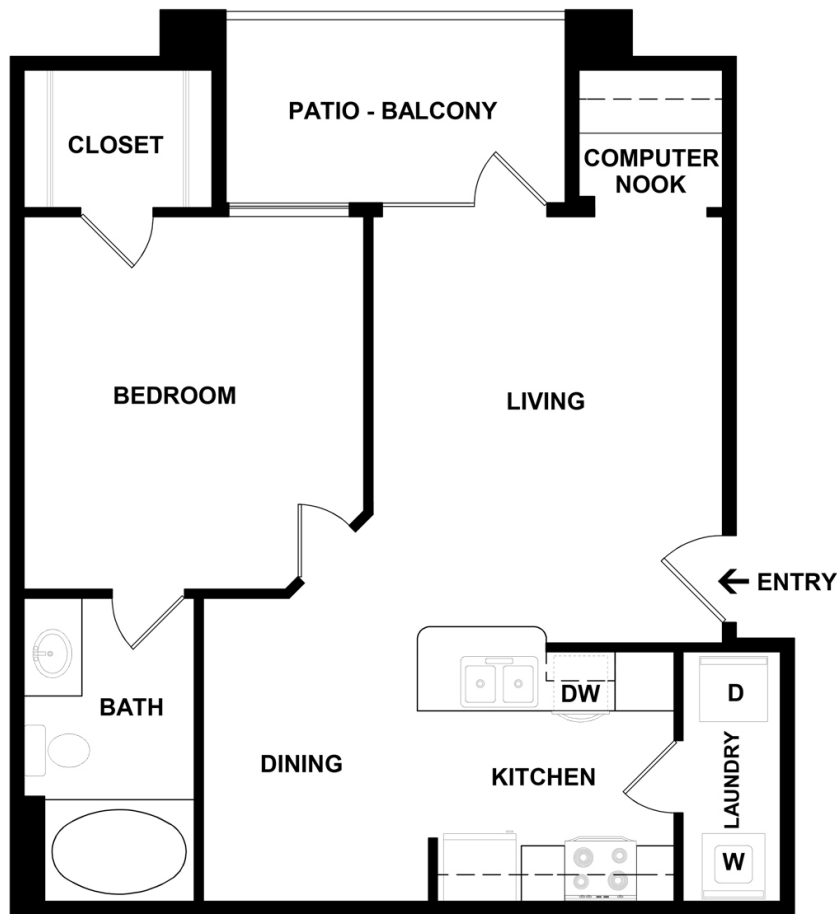 PATIO - BALCONY
CLOSET
COMPUTER
NOOK
BEDROOM
LIVING
ENTRY
BATH
DW
D
DINING
KITCHEN
LAUNDRY
W